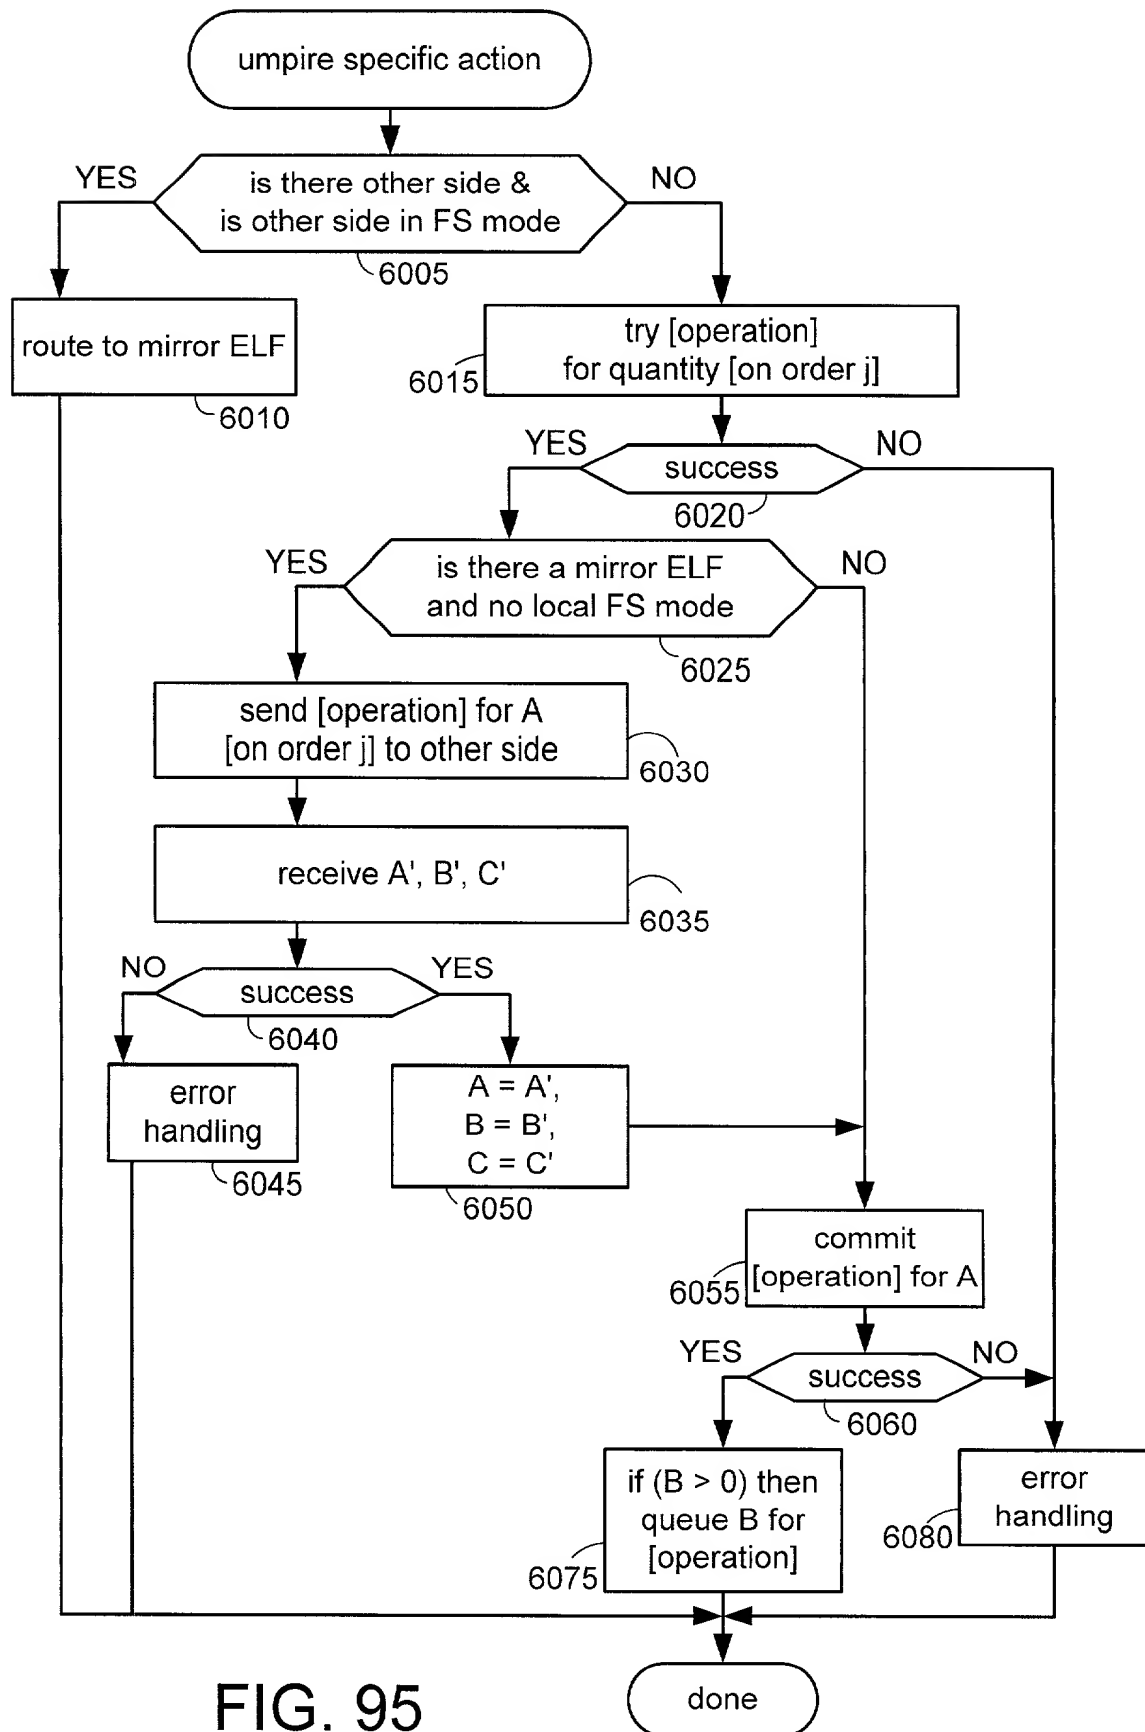 umpire specific action
YES
is there other side &
is other side in FS mode
NO
6005
route to mirror ELF
6010
try [operation]
for quantity [on order j]
6015
YES
success
NO
6020
YES
is there a mirror ELF
and no local FS mode
NO
6025
send [operation] for A
[on order j] to other side
6030
receive A', B', C'
6035
NO
success
YES
6040
error
handling
6045
A = A',
B = B',
C = C'
6050
commit
[operation] for A
6055
YES
success
NO
6060
if (B > 0) then
queue B for
[operation]
6075
error
handling
6080
done
FIG. 95